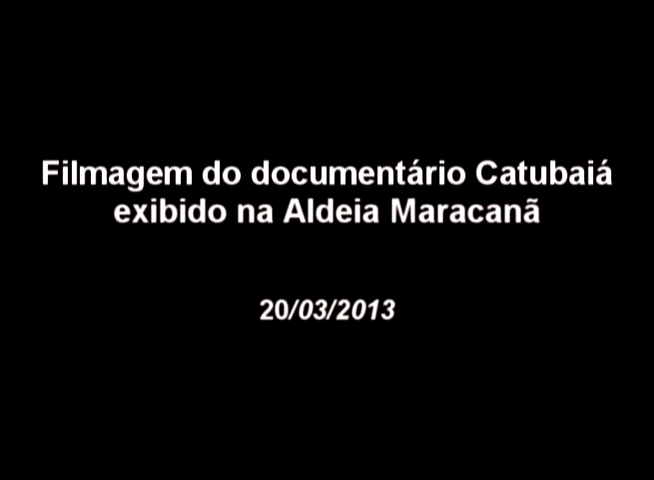 Filmagem do documentário Catubaiá
exibido na Aldeia Maracanã
20/03/2013